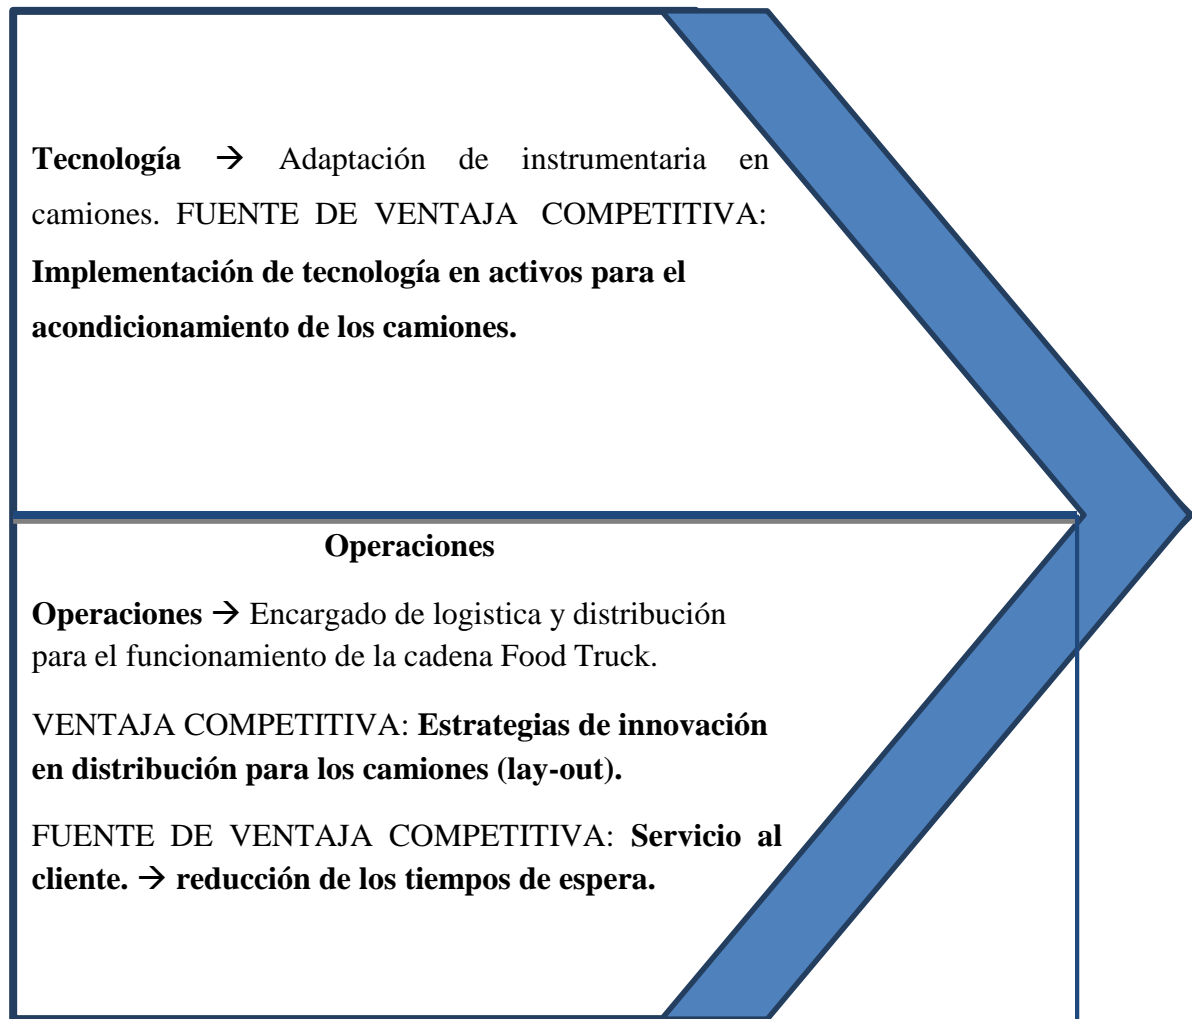 Tecnología → Adaptación de instrumentaria en
camiones. FUENTE DE VENTAJA COMPETITIVA:
Implementación de tecnología en activos para el
acondicionamiento de los camiones.
Operaciones
Operaciones → Encargado de logistica y distribución
para el funcionamiento de la cadena Food Truck.
VENTAJA COMPETITIVA: Estrategias de innovación
en distribución para los camiones (lay-out).
FUENTE DE VENTAJA COMPETITIVA: Servicio al
cliente. → reducción de los tiempos de espera.